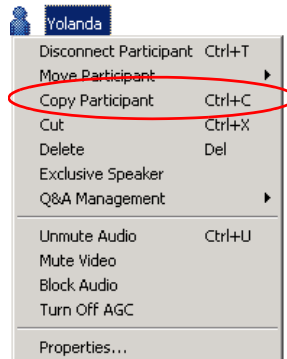 Yolanda
Disconnect Participant Ctrl+T
Move Participant
Copy Participant Ctrl+C
Cut Ctrl+X
Delete Del
Exclusive Speaker
Q&A Management
Unmute Audio Ctrl+U
Mute Video
Block Audio
Turn Off AGC
Properties...